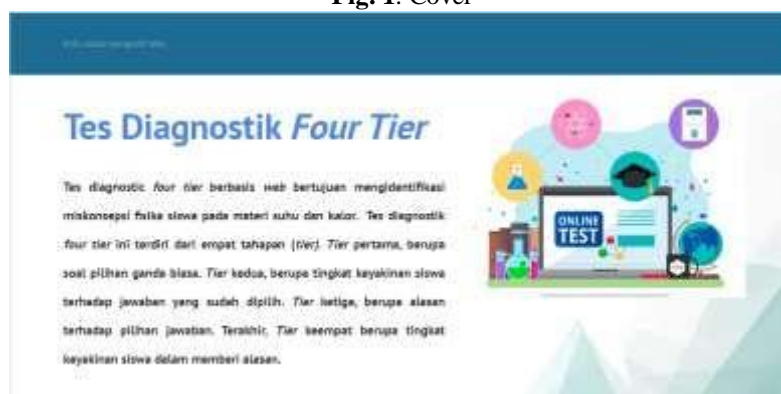 Fig. 1. Cover
Tes Diagnostik Four Tier
Tes diagnostic four tier berbasis web bertujuan mengidentifikasi
miskonsepsi fisika siswa pada materi suhu dan kalor. Tes diagnostik
four tier ini terdiri dari empat tahapan (tier). Tier pertama, berupa
soal pilihan ganda biasa. Tier kedua, berupa tingkat keyakinan siswa
terhadap jawaban yang sudah dipilih. Tier ketiga, berupa alasan
terhadap pilihan jawaban. Terakhir, Tier keempat berupa tingkat
keyakinan siswa dalam memberi alasan.
ONLINE
TEST